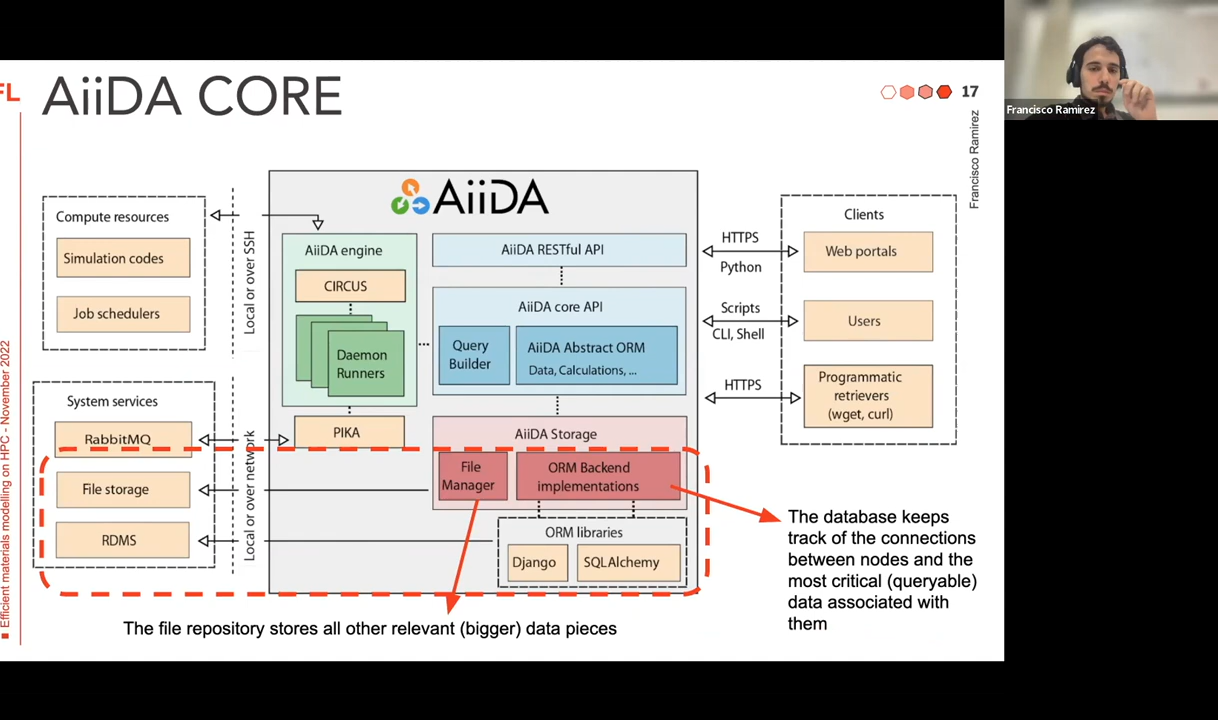 FL
AiiDA CORE
17
Francisco Ramirez
Francisco Ramirez
Efficient materials modelling on HPC - November 2022
AiiDA
Compute resources
Simulation codes
Job schedulers
Local or over SSH
System services
RabbitMQ
File storage
RDMS
Local or over network
AiiDA engine
CIRCUS
Daemon
Runners
PIKA
AiiDA RESTful API
AiiDA core API
Query
Builder
AiiDA Abstract ORM
Data, Calculations, ...
AiiDA Storage
File
Manager
ORM Backend
implementations
ORM libraries
Django
SQLAlchemy
HTTPS
Python
Scripts
CLI, Shell
HTTPS
Clients
Web portals
Users
Programmatic
retrievers
(wget, curl)
The database keeps
track of the connections
between nodes and the
most critical (queryable)
data associated with
them
The file repository stores all other relevant (bigger) data pieces